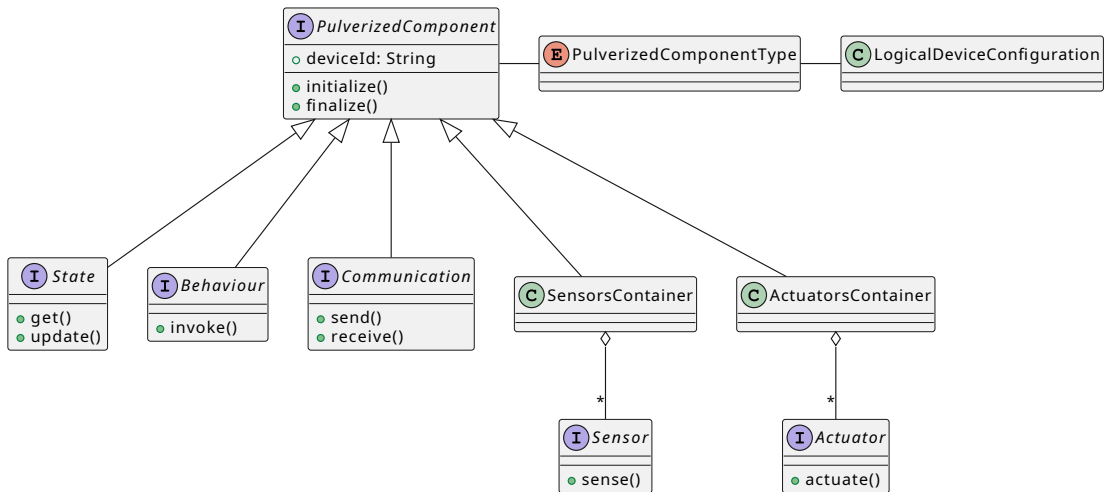 I PulverizedComponent
deviceId: String
initialize()
finalize()
E PulverizedComponentType
C LogicalDeviceConfiguration
I State
get()
update()
I Behaviour
invoke()
I Communication
send()
receive()
C SensorsContainer
C ActuatorsContainer
*
*
I Sensor
sense()
I Actuator
actuate()